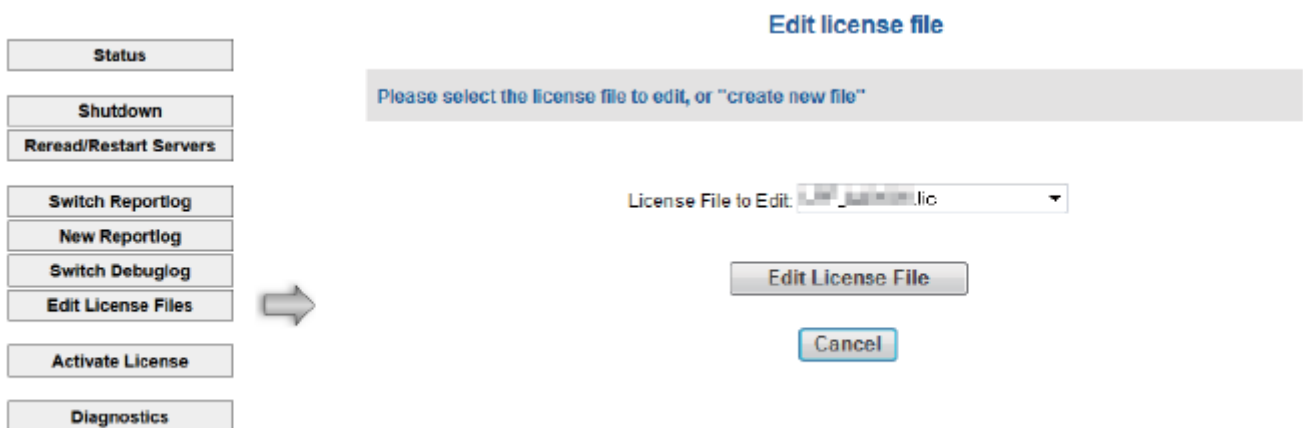 Status
Shutdown
Reread/Restart Servers
Switch Reportlog
New Reportlog
Switch Debuglog
Edit License Files
Activate License
Diagnostics
Edit license file
Please select the license file to edit, or "create new file"
License File to Edit: .lic
Edit License File
Cancel